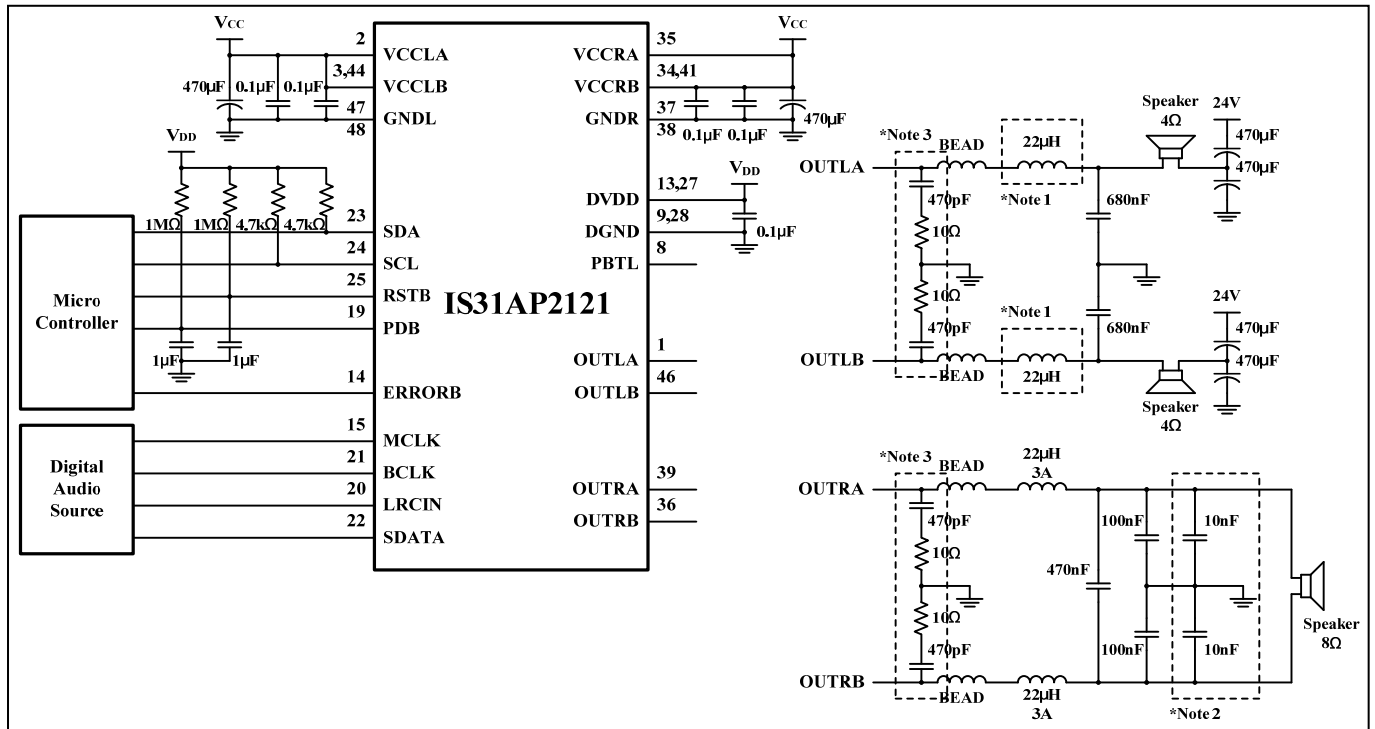 VCC
2
VCCLA
3,44
VCCLB
470μF
0.1μF
0.1μF
47
GNDL
48
VDD
1MΩ
1MΩ
4.7kΩ
4.7kΩ
23
SDA
24
SCL
25
RSTB
19
PDB
1μF
1μF
14
ERRORB
15
MCLK
21
BCLK
20
LRCIN
22
SDATA
Micro
Controller
Digital
Audio
Source
IS31AP2121
VCC
35
VCCRA
34,41
VCCRB
37
GNDR
38
0.1μF
0.1μF
470μF
VDD
13,27
DVDD
9,28
DGND
0.1μF
8
PBTL
1
OUTLA
46
OUTLB
39
OUTRA
36
OUTRB
*Note 3
BEAD
22μH
*Note 1
OUTLA
470pF
10Ω
10Ω
470pF
OUTLB
BEAD
22μH
*Note 1
680nF
680nF
Speaker
4Ω
24V
470μF
470μF
24V
470μF
470μF
Speaker
4Ω
*Note 3
BEAD
22μH
3A
OUTRA
470pF
10Ω
10Ω
470pF
OUTRB
BEAD
22μH
3A
470nF
100nF
100nF
10nF
10nF
*Note 2
Speaker
8Ω